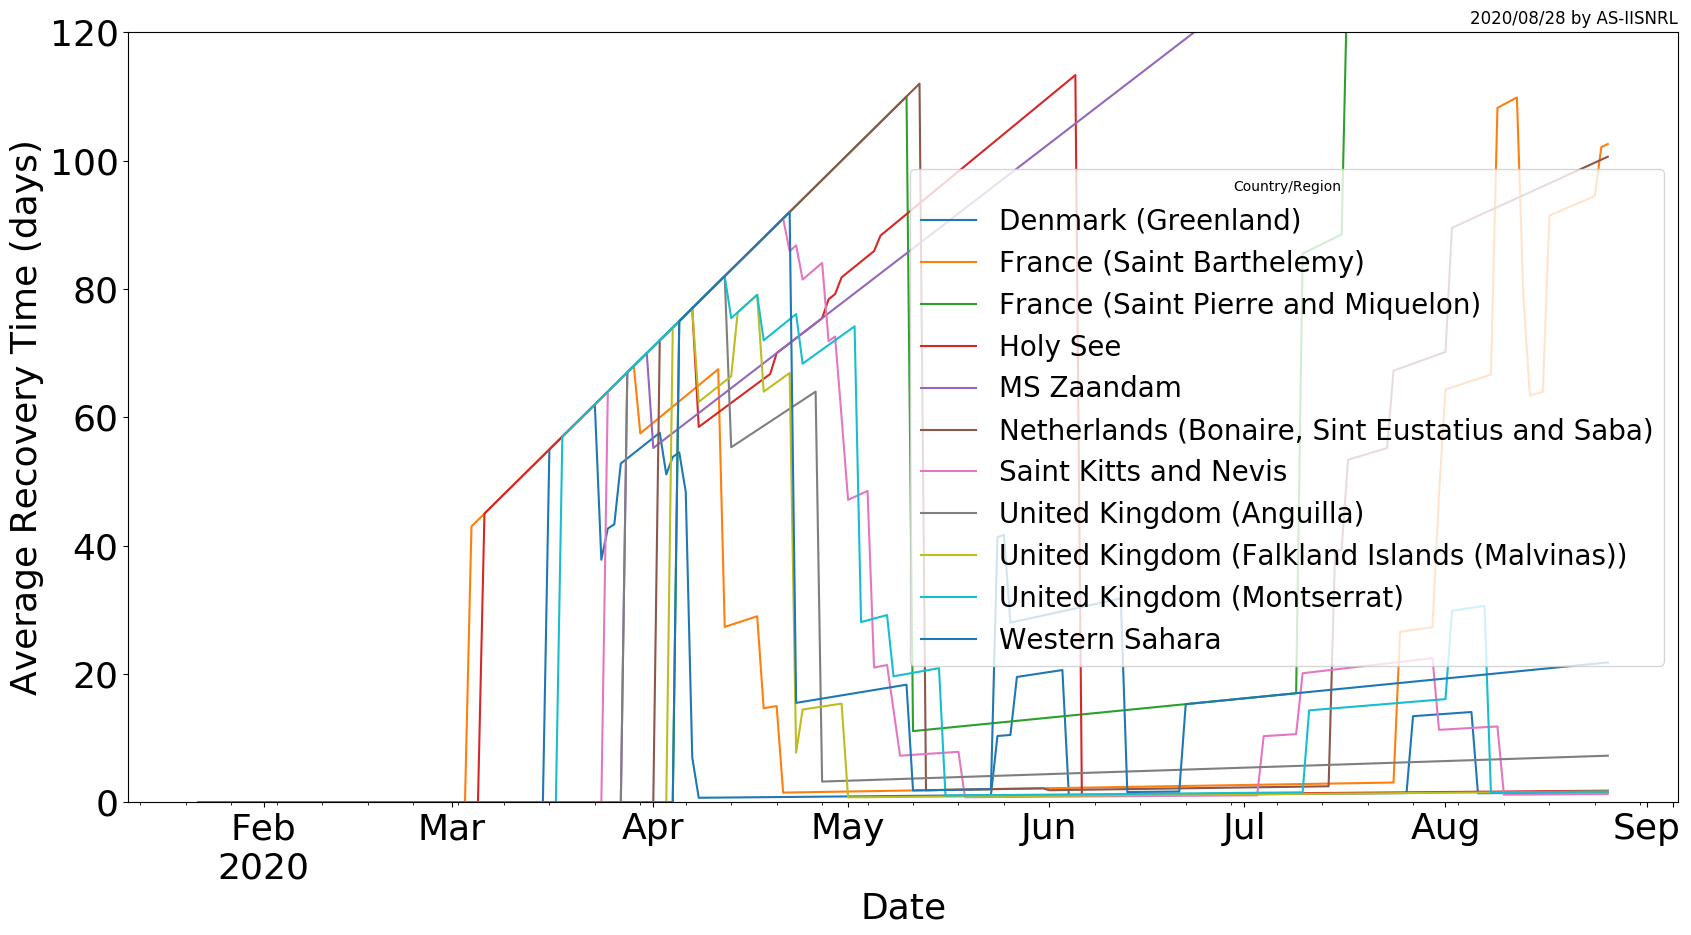 2020/08/28 by AS-IISNRL
120
100
80
60
40
20
0
Average Recovery Time (days)
Country/Region
Denmark (Greenland)
France (Saint Barthelemy)
France (Saint Pierre and Miquelon)
Holy See
MS Zaandam
Netherlands (Bonaire, Sint Eustatius and Saba)
Saint Kitts and Nevis
United Kingdom (Anguilla)
United Kingdom (Falkland Islands (Malvinas))
United Kingdom (Montserrat)
Western Sahara
Feb Mar Apr May Jun Jul Aug Sep
2020
Date